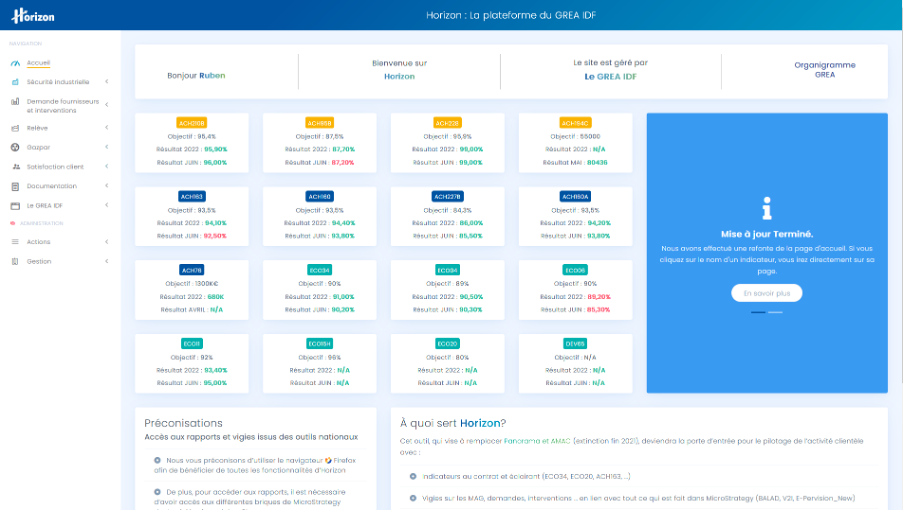 Horizon
Horizon : La plateforme du GREA IDF
NAVIGATION
Accueil
Sécurité industrielle
Demande fournisseurs
et interventions
Relève
Gazpar
Satisfaction client
Documentation
Le GREA IDF
ADMINISTRATION
Actions
Gestion
Bonjour Ruben
Bienvenue sur
Horizon
Le site est géré par
Le GREA IDF
Organigramme
GREA
Objectif : 95,4%
Résultat 2022 : 95,90%
Résultat JUIN : 96,00%
Objectif : 87,5%
Résultat 2022 : 87,70%
Résultat JUIN : 87,20%
Objectif : 95,9%
Résultat 2022 : 99,00%
Résultat JUIN : 99,00%
ACH194C
Objectif : 55000
Résultat 2022 : N/A
Résultat MAI : 80436
ACH163
Objectif : 93,5%
Résultat 2022 : 94,10%
Résultat JUIN : 92,50%
ACH160
Objectif : 93,5%
Résultat 2022 : 94,40%
Résultat JUIN : 93,80%
ACH227B
Objectif : 84,3%
Résultat 2022 : 86,00%
Résultat JUIN : 85,50%
ACH160A
Objectif : 93,5%
Résultat 2022 : 94,20%
Résultat JUIN : 93,60%
ACH76
Objectif : 1300K€
Résultat 2022 : 680K
Résultat AVRIL : N/A
ECO34
Objectif : 90%
Résultat 2022 : 91,00%
Résultat JUIN : 90,20%
ECO94
Objectif : 89%
Résultat 2022 : 90,50%
Résultat JUIN : 90,30%
ECO06
Objectif : 90%
Résultat 2022 : 85,20%
Résultat JUIN : 85,30%
ECO11
Objectif : 92%
Résultat 2022 : 93,40%
Résultat JUIN : 95,00%
ECO15H
Objectif : 96%
Résultat 2022 : N/A
Résultat JUIN : N/A
ECO20
Objectif : 80%
Résultat 2022 : N/A
Résultat JUIN : N/A
DEV65
Objectif : N/A
Résultat 2022 : N/A
Résultat JUIN : N/A
Mise à jour Terminé.
Nous avons effectué une refonte de la page d'accueil. Si vous
cliquez sur le nom d'un indicateur, vous irez directement sur sa
page.
En savoir plus
Préconisations
Accès aux rapports et vigies issus des outils nationaux
Nous vous préconisons d'utiliser le navigateur Firefox
afin de bénéficier de toutes les fonctionnalités d'Horizon
De plus, pour accéder aux rapports, il est nécessaire
d'avoir accès aux différentes briques de MicroStrategy
À quoi sert Horizon?
Cet outil, qui vise à remplacer Panorama et AMAC (extinction fin 2021), deviendra la porte d'entrée pour le pilotage de l'activité clientèle
avec :
Indicateurs au contrat et éclairant (ECO34, ECO20, ACH163, ...)
Vigies sur les MAG, demandes, interventions ... en lien avec tout ce qui est fait dans MicroStrategy (BALAD, V2I, E-Pervision_New)